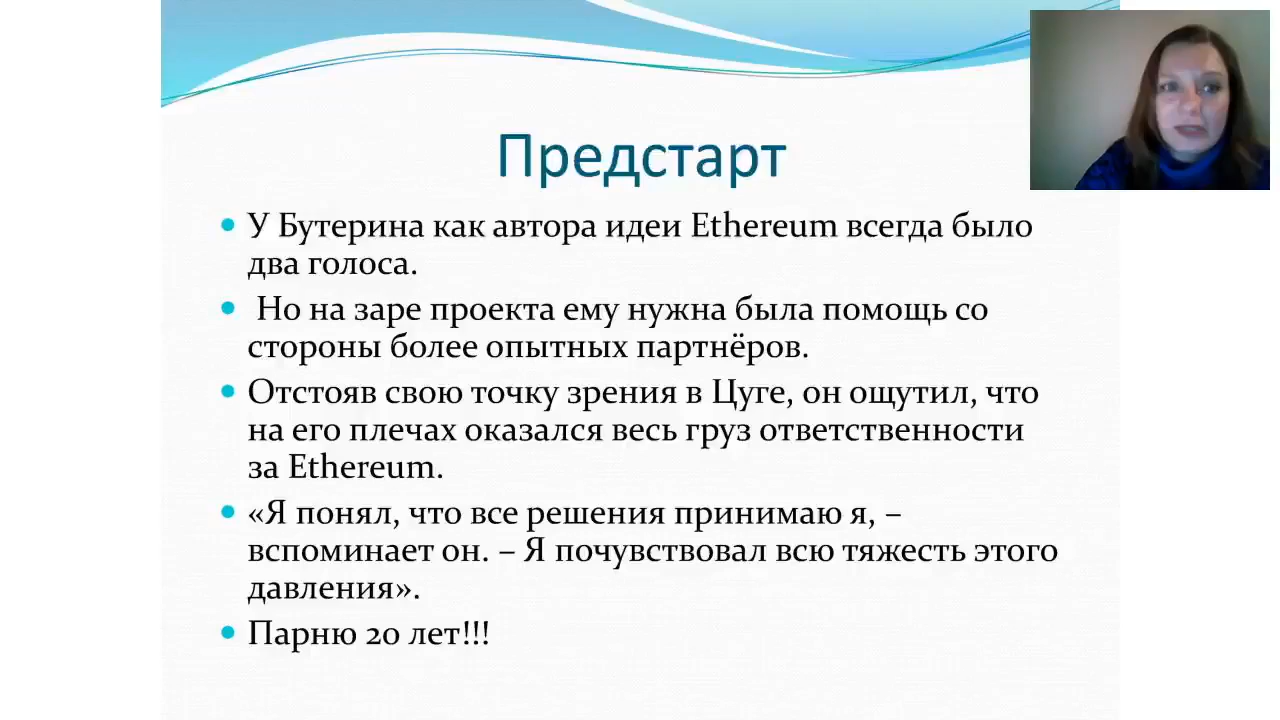 Предстарт
• У Бутерина как автора идеи Ethereum всегда было
два голоса.
• Но на заре проекта ему нужна была помощь со
стороны более опытных партнёров.
• Отстояв свою точку зрения в Цуге, он ощутил, что
на его плечах оказался весь груз ответственности
за Ethereum.
• «Я понял, что все решения принимаю я, –
вспоминает он. – Я почувствовал всю тяжесть этого
давления».
• Парню 20 лет!!!